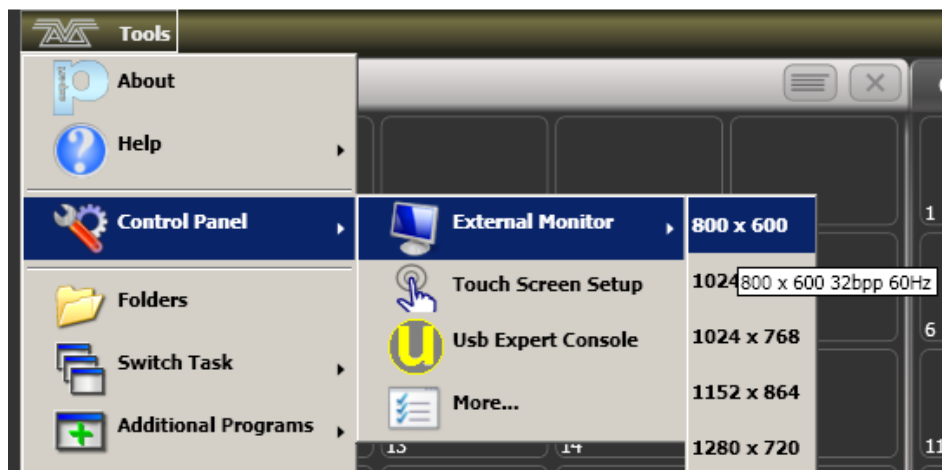 Tools
About
Help
Control Panel
Folders
Switch Task
Additional Programs
External Monitor
Touch Screen Setup
Usb Expert Console
More...
800 x 600
1024
800 x 600 32bpp 60Hz
1024 x 768
1152 x 864
1280 x 720
1
6
11
13
14